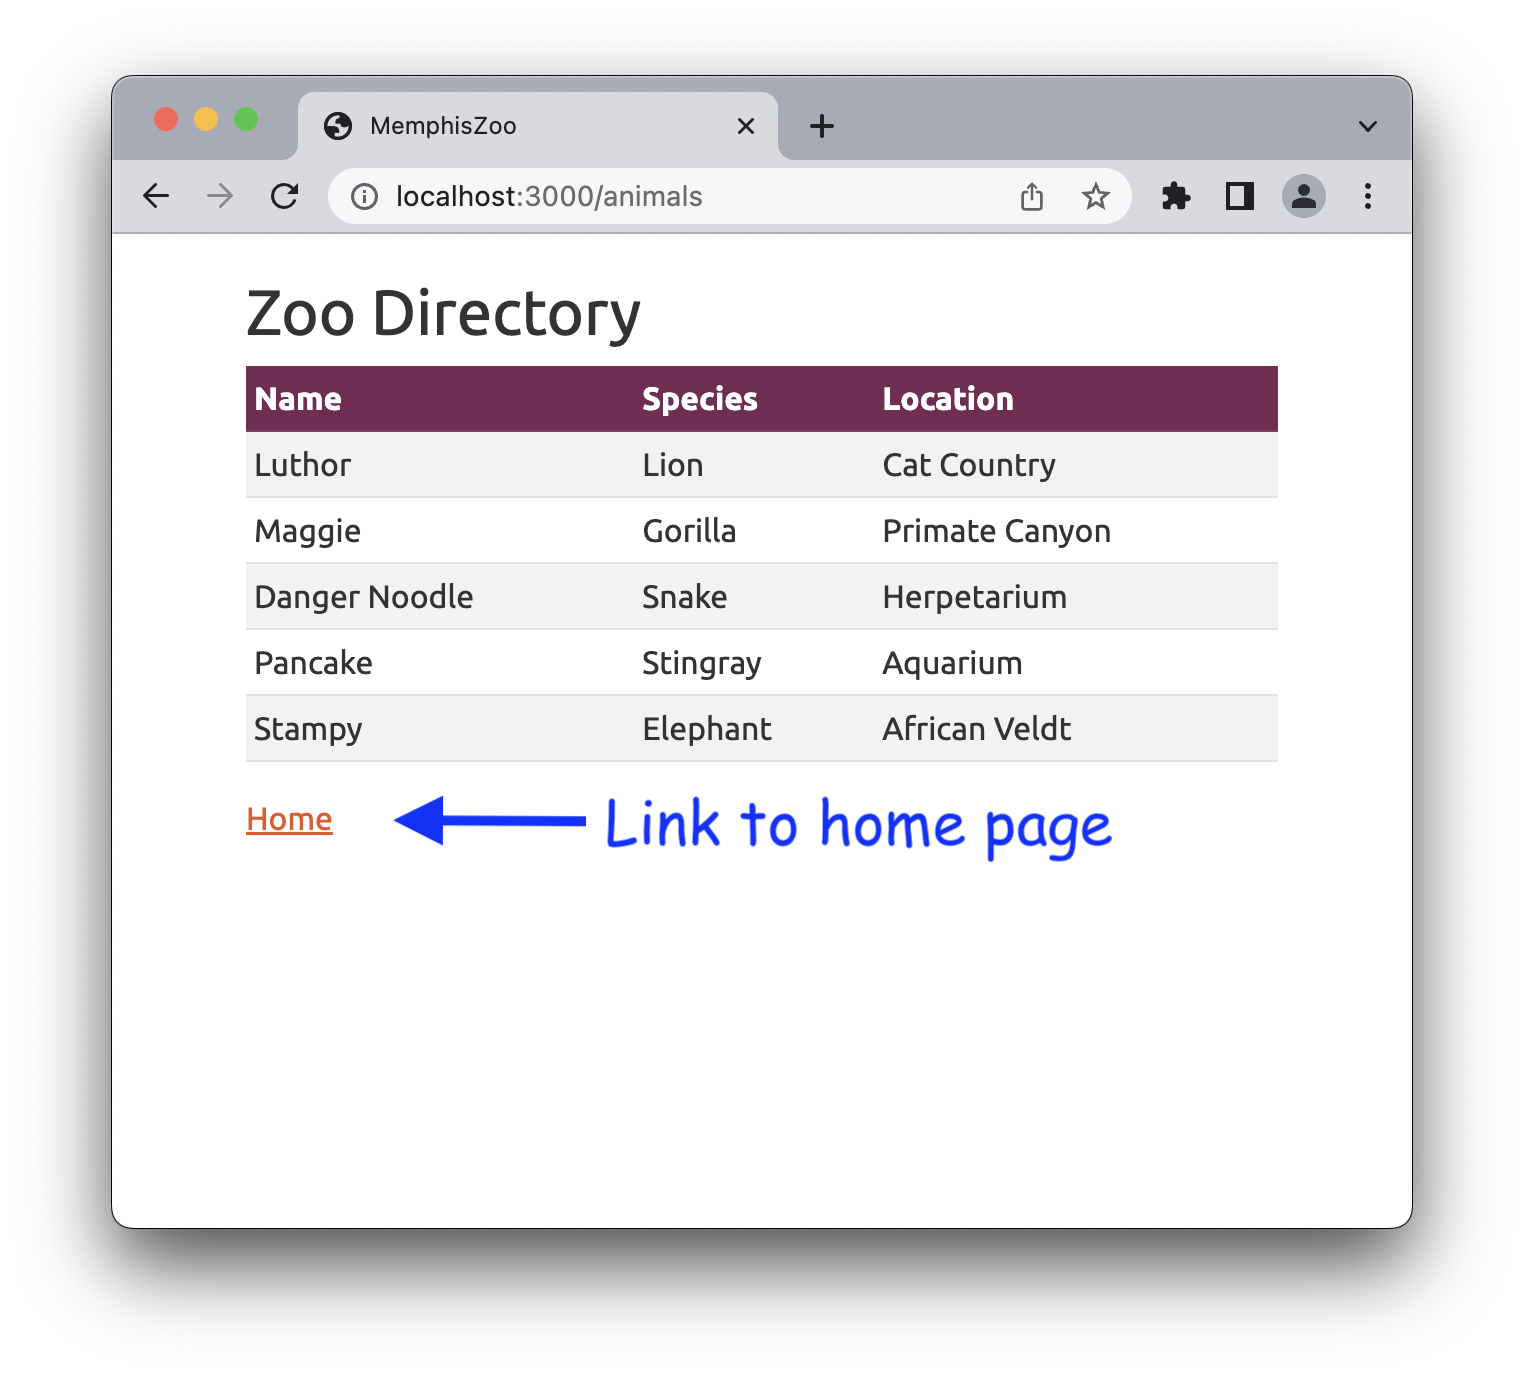 MemphisZoo
localhost:3000/animals
Zoo Directory
Name Species Location
Luthor Lion Cat Country
Maggie Gorilla Primate Canyon
Danger Noodle Snake Herpetarium
Pancake Stingray Aquarium
Stampy Elephant African Veldt
Home Link to home page